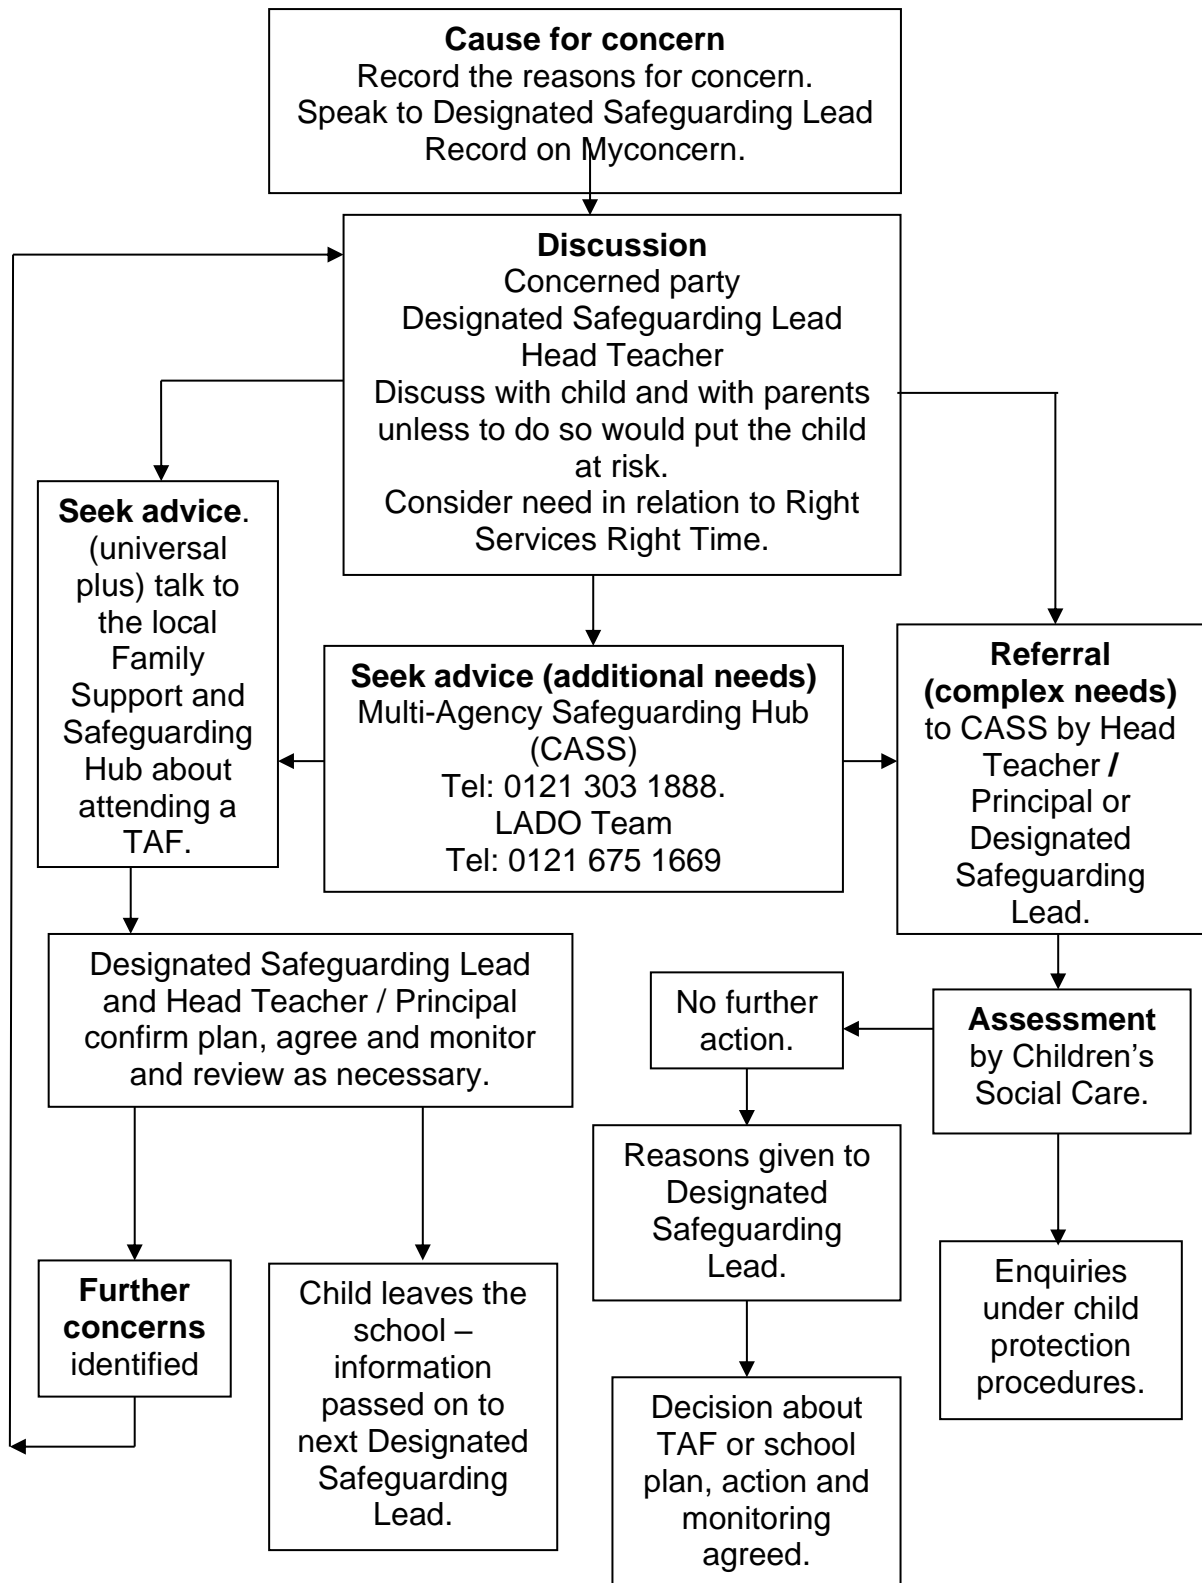 Cause for concern
Record the reasons for concern.
Speak to Designated Safeguarding Lead
Record on Myconcern.
Discussion
Concerned party
Designated Safeguarding Lead
Head Teacher
Discuss with child and with parents
unless to do so would put the child
at risk.
Consider need in relation to Right
Services Right Time.
Seek advice.
(universal
plus) talk to
the local
Family
Support and
Safeguarding
Hub about
attending a
TAF.
Seek advice (additional needs)
Multi-Agency Safeguarding Hub
(CASS)
Tel: 0121 303 1888.
LADO Team
Tel: 0121 675 1669
Referral
(complex needs)
to CASS by Head
Teacher /
Principal or
Designated
Safeguarding
Lead.
Designated Safeguarding Lead
and Head Teacher / Principal
confirm plan, agree and monitor
and review as necessary.
No further
action.
Assessment
by Children’s
Social Care.
Reasons given to
Designated
Safeguarding
Lead.
Further
concerns
identified
Child leaves the
school –
information
passed on to
next Designated
Safeguarding
Lead.
Enquiries
under child
protection
procedures.
Decision about
TAF or school
plan, action and
monitoring
agreed.